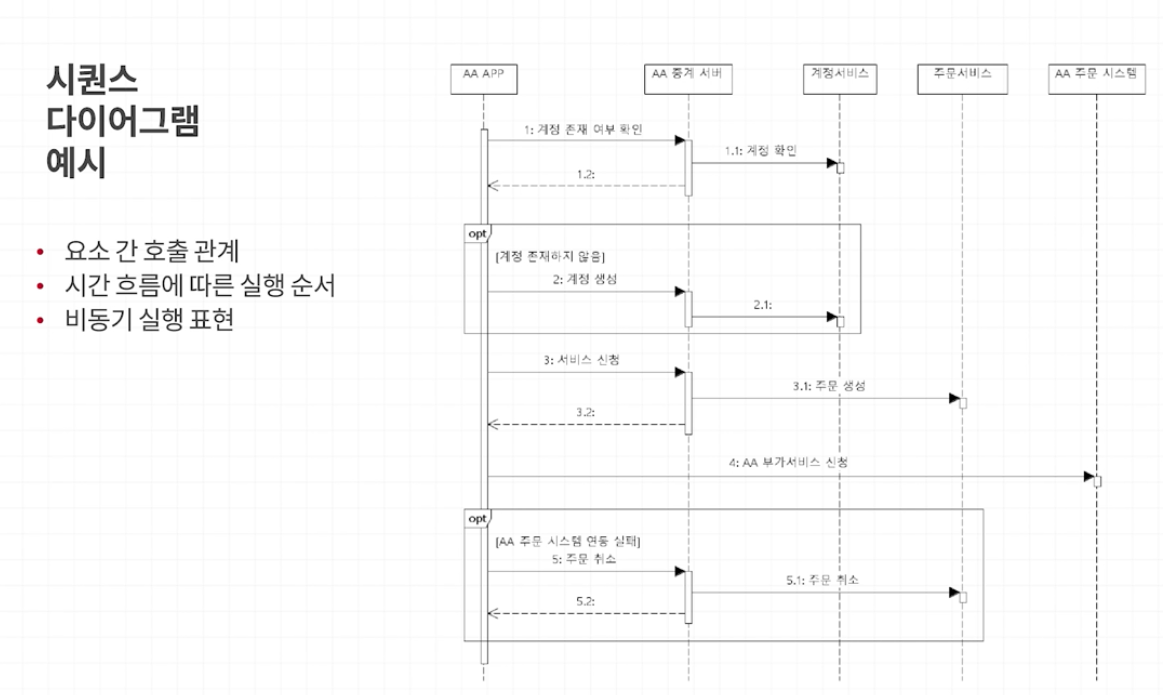 시퀀스
다이어그램
예시
• 요소 간 호출 관계
• 시간 흐름에 따른 실행 순서
• 비동기 실행 표현
AA APP
AA 중계 서버
계정서비스
주문서비스
AA 주문 시스템
1: 계정 존재 여부 확인
1.1: 계정 확인
1.2:
opt
[계정 존재하지 않음]
2: 계정 생성
2.1:
3: 서비스 신청
3.1: 주문 생성
3.2:
4: AA 부가서비스 신청
opt
[AA 주문 시스템 연동 실패]
5: 주문 취소
5.1: 주문 취소
5.2: